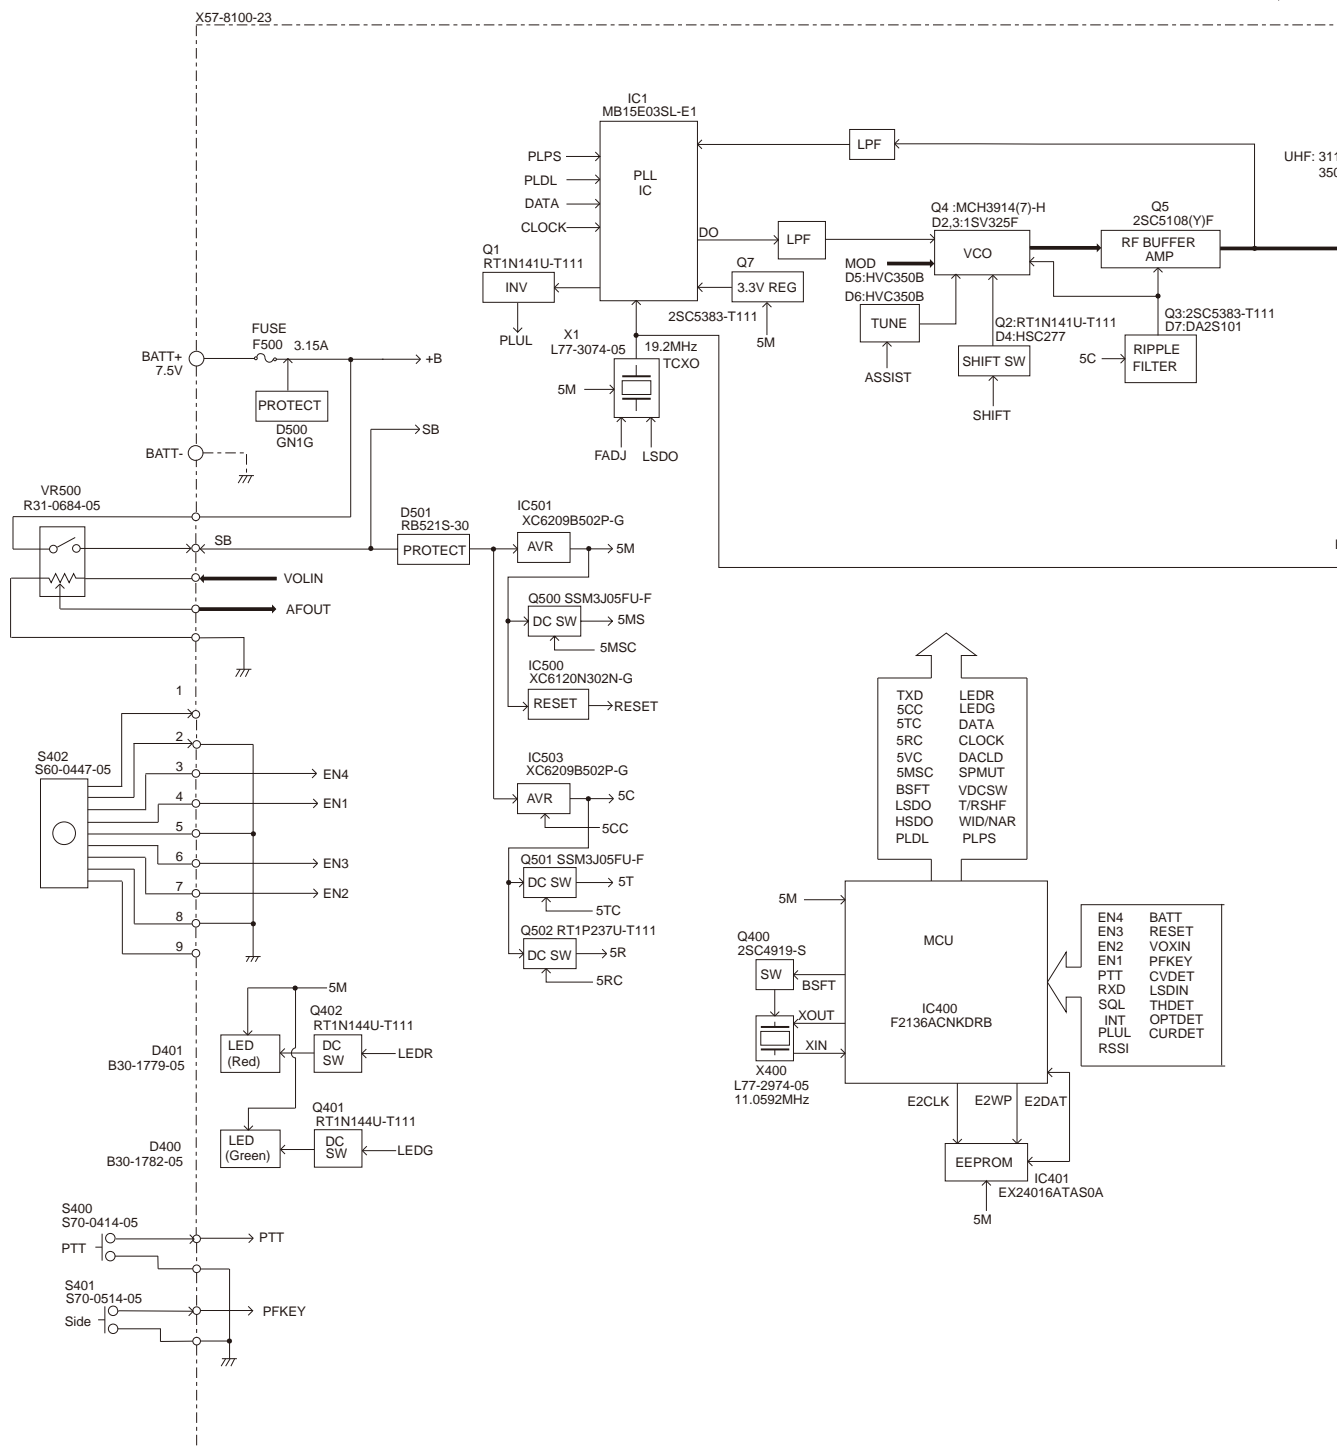 X57-8100-23
IC1
MB15E03SL-E1
PLPS
PLDL
DATA
CLOCK
PLL
IC
DO
LPF
LPF
Q1
RT1N141U-T111
INV
PLUL
Q7
3.3V REG
2SC5383-T111
5M
X1
L77-3074-05
19.2MHz
TCXO
5M
FADJ
LSDO
Q4 :MCH3914(7)-H
D2,3:1SV325F
VCO
MOD
D5:HVC350B
D6:HVC350B
TUNE
ASSIST
Q2:RT1N141U-T111
D4:HSC277
SHIFT SW
SHIFT
Q5
2SC5108(Y)F
RF BUFFER
AMP
Q3:2SC5383-T111
D7:DA2S101
5C
RIPPLE
FILTER
UHF: 311
350
BATT+
7.5V
FUSE
F500
3.15A
+B
PROTECT
D500
GN1G
SB
BATT-
VR500
R31-0684-05
SB
VOLIN
AFOUT
D501
RB521S-30
PROTECT
IC501
XC6209B502P-G
AVR
5M
Q500 SSM3J05FU-F
DC SW
5MS
5MSC
IC500
XC6120N302N-G
RESET
RESET
IC503
XC6209B502P-G
AVR
5C
5CC
Q501 SSM3J05FU-F
DC SW
5T
5TC
Q502 RT1P237U-T111
DC SW
5R
5RC
S402
S60-0447-05
1
2
3
4
5
6
7
8
9
EN4
EN1
EN3
EN2
5M
Q402
RT1N144U-T111
D401
B30-1779-05
LED
(Red)
DC
SW
LEDR
Q401
RT1N144U-T111
D400
B30-1782-05
LED
(Green)
DC
SW
LEDG
S400
S70-0414-05
PTT
PTT
S401
S70-0514-05
Side
PFKEY
TXD LEDR
5CC LEDG
5TC DATA
5RC CLOCK
5VC DACLD
5MSC SPMUT
BSFT VDCSW
LSDO T/RSHF
HSDO WID/NAR
PLDL PLPS
5M
MCU
IC400
F2136ACNKDRB
Q400
2SC4919-S
SW
BSFT
XOUT
XIN
X400
L77-2974-05
11.0592MHz
E2CLK
E2WP
E2DAT
EEPROM
IC401
EX24016ATAS0A
5M
EN4 BATT
EN3 RESET
EN2 VOXIN
EN1 PFKEY
PTT CVDET
RXD LSDIN
SQL THDET
INT OPTDET
PLUL CURDET
RSSI